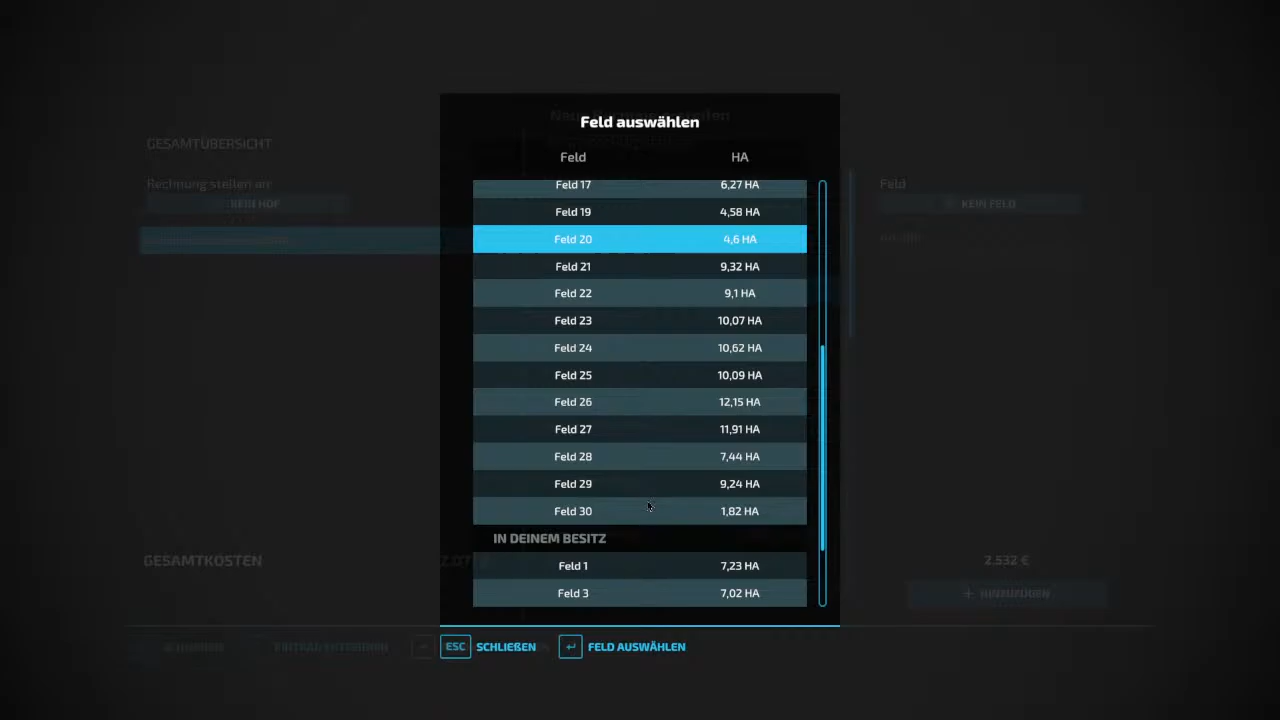 Feld auswählen
Feld HA
GESAMTÜBERSICHT
Rechnung stellen an
KEIN HOF
Feld
KEIN FELD
Feld 17 6,27 HA
Feld 19 4,58 HA
Feld 20 4,6 HA
Feld 21 9,32 HA
Feld 22 9,1 HA
Feld 23 10,07 HA
Feld 24 10,62 HA
Feld 25 10,09 HA
Feld 26 12,15 HA
Feld 27 11,91 HA
Feld 28 7,44 HA
Feld 29 9,24 HA
Feld 30 1,82 HA
IN DEINEM BESITZ
Feld 1 7,23 HA
Feld 3 7,02 HA
GESAMTKOSTEN
2.532 €
+ HINZUFÜGEN
ESC SCHLIEẞEN FELD AUSWÄHLEN